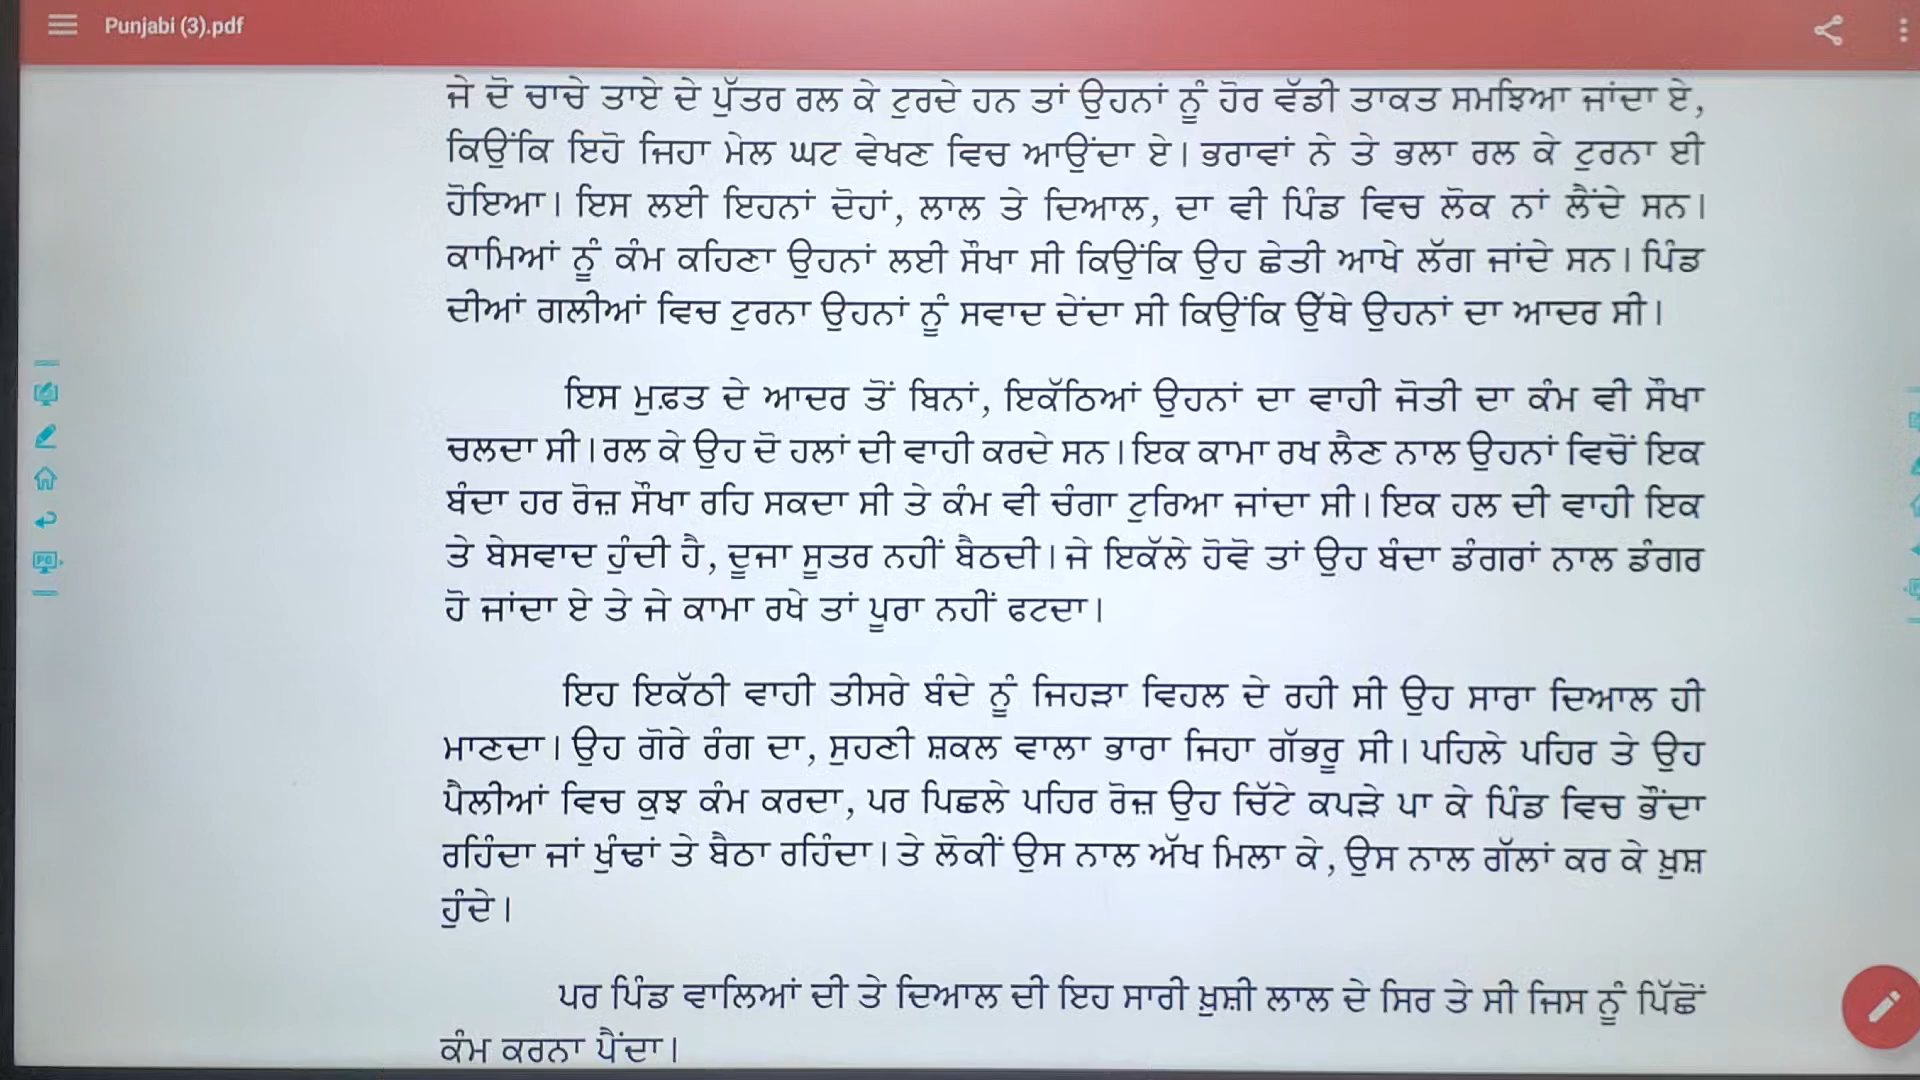 Punjabi (3).pdf
ਜੇ ਦੋ ਚਾਚੇ ਤਾਏ ਦੇ ਪੁੱਤਰ ਰਲ ਕੇ ਟੁਰਦੇ ਹਨ ਤਾਂ ਉਹਨਾਂ ਨੂੰ ਹੋਰ ਵੱਡੀ ਤਾਕਤ ਸਮਝਿਆ ਜਾਂਦਾ ਏ,
ਕਿਉਂਕਿ ਇਹੋ ਜਿਹਾ ਮੇਲ ਘਟ ਵੇਖਣ ਵਿਚ ਆਉਂਦਾ ਏ। ਭਰਾਵਾਂ ਨੇ ਤੇ ਭਲਾ ਰਲ ਕੇ ਟੁਰਨਾ ਈ
ਹੋਇਆ। ਇਸ ਲਈ ਇਹਨਾਂ ਦੋਹਾਂ, ਲਾਲ ਤੇ ਦਿਆਲ, ਦਾ ਵੀ ਪਿੰਡ ਵਿਚ ਲੋਕ ਨਾਂ ਲੈਂਦੇ ਸਨ।
ਕਾਮਿਆਂ ਨੂੰ ਕੰਮ ਕਹਿਣਾ ਉਹਨਾਂ ਲਈ ਸੌਖਾ ਸੀ ਕਿਉਂਕਿ ਉਹ ਛੇਤੀ ਆਖੇ ਲੱਗ ਜਾਂਦੇ ਸਨ। ਪਿੰਡ
ਦੀਆਂ ਗਲੀਆਂ ਵਿਚ ਟੁਰਨਾ ਉਹਨਾਂ ਨੂੰ ਸਵਾਦ ਦੇਂਦਾ ਸੀ ਕਿਉਂਕਿ ਉੱਥੇ ਉਹਨਾਂ ਦਾ ਆਦਰ ਸੀ।
ਇਸ ਮੁਫ਼ਤ ਦੇ ਆਦਰ ਤੋਂ ਬਿਨਾਂ, ਇਕੱਠਿਆਂ ਉਹਨਾਂ ਦਾ ਵਾਹੀ ਜੋਤੀ ਦਾ ਕੰਮ ਵੀ ਸੌਖਾ
ਚਲਦਾ ਸੀ। ਰਲ ਕੇ ਉਹ ਦੋ ਹਲਾਂ ਦੀ ਵਾਹੀ ਕਰਦੇ ਸਨ। ਇਕ ਕਾਮਾ ਰਖ ਲੈਣ ਨਾਲ ਉਹਨਾਂ ਵਿਚੋਂ ਇਕ
ਬੰਦਾ ਹਰ ਰੋਜ਼ ਸੌਖਾ ਰਹਿ ਸਕਦਾ ਸੀ ਤੇ ਕੰਮ ਵੀ ਚੰਗਾ ਟੁਰਿਆ ਜਾਂਦਾ ਸੀ। ਇਕ ਹਲ ਦੀ ਵਾਹੀ ਇਕ
ਤੇ ਬੇਸਵਾਦ ਹੁੰਦੀ ਹੈ, ਦੂਜਾ ਸੂਤਰ ਨਹੀਂ ਬੈਠਦੀ। ਜੇ ਇਕੱਲੇ ਹੋਵੋ ਤਾਂ ਉਹ ਬੰਦਾ ਡੰਗਰਾਂ ਨਾਲ ਡੰਗਰ
ਹੋ ਜਾਂਦਾ ਏ ਤੇ ਜੇ ਕਾਮਾ ਰਖੇ ਤਾਂ ਪੂਰਾ ਨਹੀਂ ਫਟਦਾ।
ਇਹ ਇਕੱਠੀ ਵਾਹੀ ਤੀਸਰੇ ਬੰਦੇ ਨੂੰ ਜਿਹੜਾ ਵਿਹਲ ਦੇ ਰਹੀ ਸੀ ਉਹ ਸਾਰਾ ਦਿਆਲ ਹੀ
ਮਾਣਦਾ। ਉਹ ਗੋਰੇ ਰੰਗ ਦਾ, ਸੁਹਣੀ ਸ਼ਕਲ ਵਾਲਾ ਭਾਰਾ ਜਿਹਾ ਗੱਭਰੂ ਸੀ। ਪਹਿਲੇ ਪਹਿਰ ਤੇ ਉਹ
ਪੈਲੀਆਂ ਵਿਚ ਕੁਝ ਕੰਮ ਕਰਦਾ, ਪਰ ਪਿਛਲੇ ਪਹਿਰ ਰੋਜ਼ ਉਹ ਚਿੱਟੇ ਕਪੜੇ ਪਾ ਕੇ ਪਿੰਡ ਵਿਚ ਭੌਂਦਾ
ਰਹਿੰਦਾ ਜਾਂ ਖੁੰਢਾਂ ਤੇ ਬੈਠਾ ਰਹਿੰਦਾ। ਤੇ ਲੋਕੀਂ ਉਸ ਨਾਲ ਅੱਖ ਮਿਲਾ ਕੇ, ਉਸ ਨਾਲ ਗੱਲਾਂ ਕਰ ਕੇ ਖ਼ੁਸ਼
ਹੁੰਦੇ।
ਪਰ ਪਿੰਡ ਵਾਲਿਆਂ ਦੀ ਤੇ ਦਿਆਲ ਦੀ ਇਹ ਸਾਰੀ ਖ਼ੁਸ਼ੀ ਲਾਲ ਦੇ ਸਿਰ ਤੇ ਸੀ ਜਿਸ ਨੂੰ ਪਿੱਛੋਂ
ਕੰਮ ਕਰਨਾ ਪੈਂਦਾ।